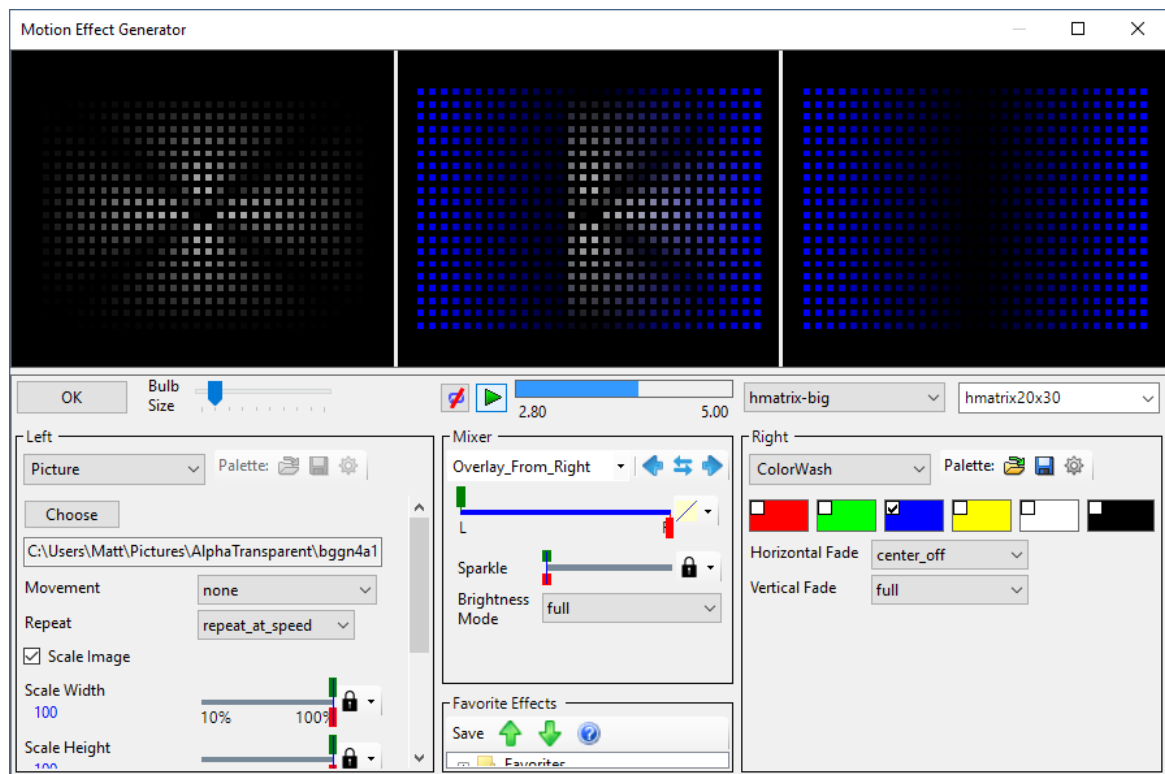 Motion Effect Generator
OK
Bulb
Size
2.80
5.00
hmatrix-big
hmatrix20x30
Left
Picture
Palette:
Choose
C:\Users\Matt\Pictures\AlphaTransparent\bggn4a1
Movement
none
Repeat
repeat_at_speed
Scale Image
Scale Width
100
10%
100%
Scale Height
100
Mixer
Overlay_From_Right
L
Sparkle
Brightness
Mode
full
Favorite Effects
Save
Favorites
Right
ColorWash
Palette:
Horizontal Fade
center_off
Vertical Fade
full